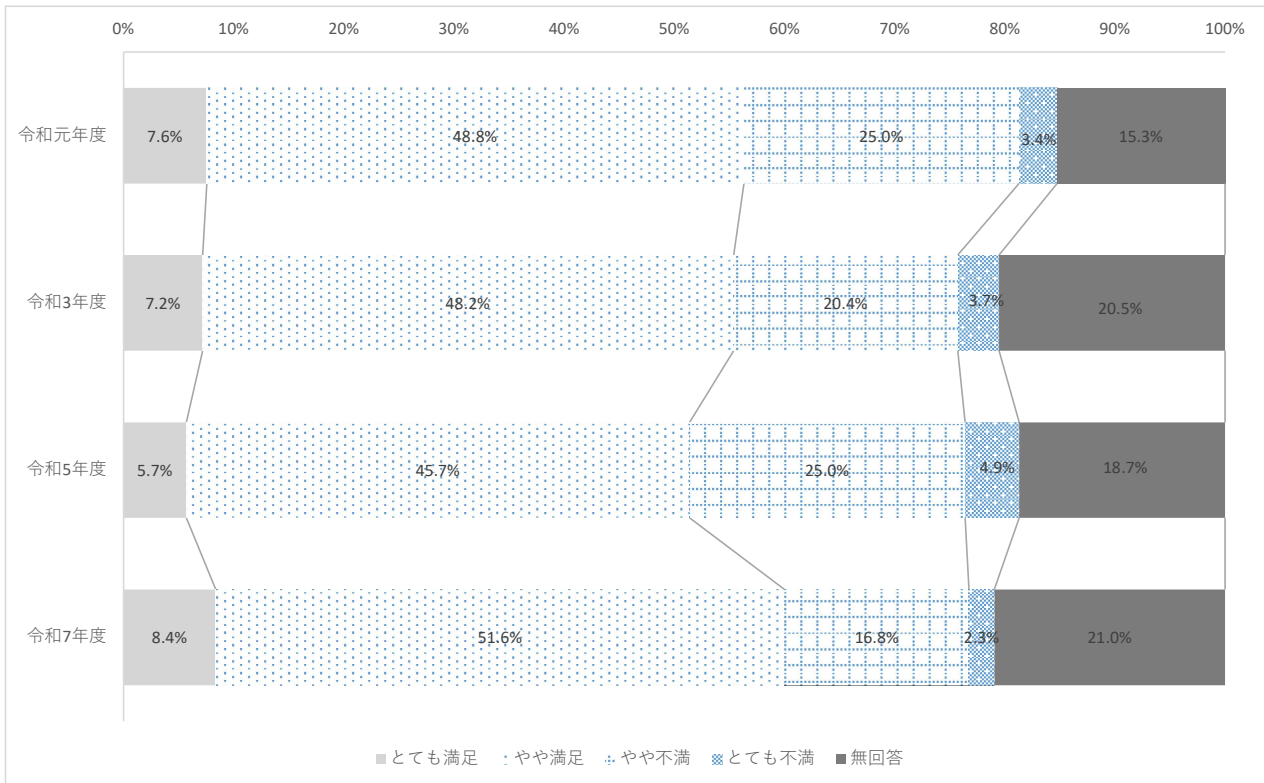 0% 10% 20% 30% 40% 50% 60% 70% 80% 90% 100%
令和元年度 7.6% 48.8% 25.0% 3.4% 15.3%
令和3年度 7.2% 48.2% 20.4% 3.7% 20.5%
令和5年度 5.7% 45.7% 25.0% 4.9% 18.7%
令和7年度 8.4% 51.6% 16.8% 2.3% 21.0%
とても満足 やや満足 やや不満 とても不満 無回答